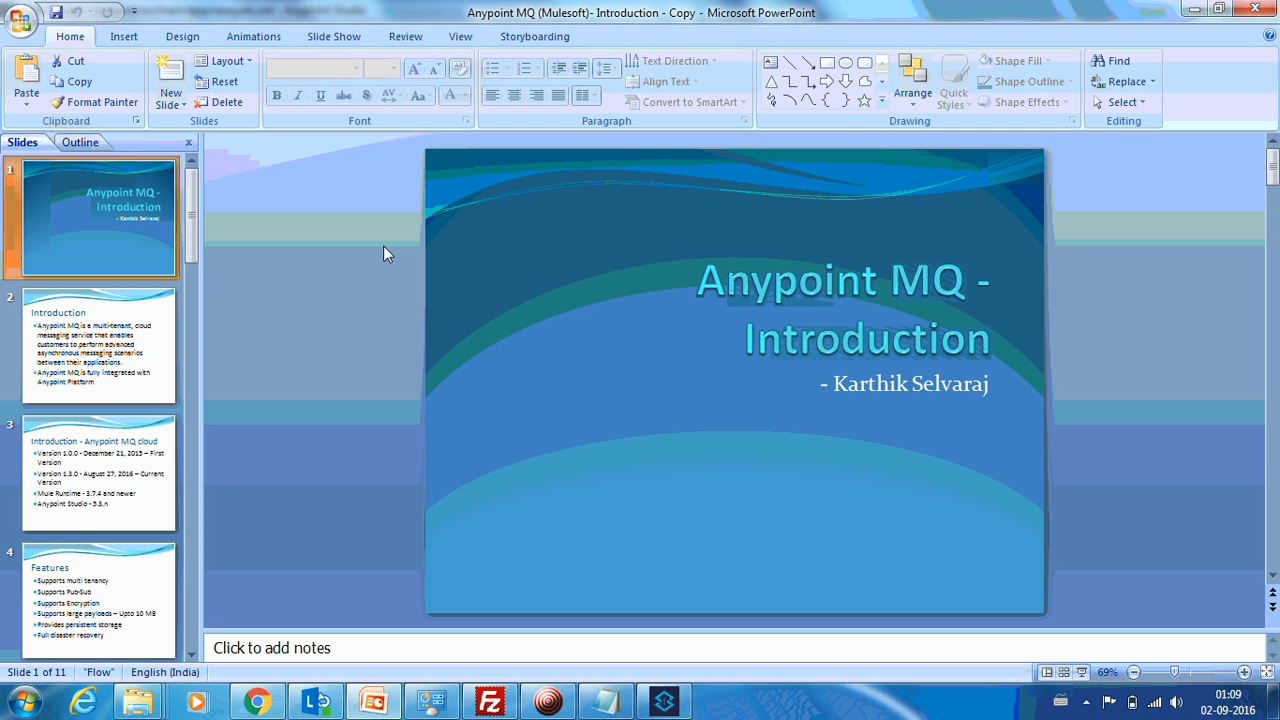 Anypoint MQ (Mulesoft)- Introduction - Copy - Microsoft PowerPoint
Home
Insert
Design
Animations
Slide Show
Review
View
Storyboarding
Paste
Cut
Copy
Format Painter
Clipboard
New
Slide
Layout
Reset
Delete
Slides
B I U abc S AV Aa A
Font
Text Direction
Align Text
Convert to SmartArt
Paragraph
Arrange
Quick
Styles
Shape Fill
Shape Outline
Shape Effects
Drawing
Find
Replace
Select
Editing
Slides
Outline
1
Anypoint MQ -
Introduction
- Karthik Selvaraj
2
Introduction
Anypoint MQ is a multi-tenant, cloud
messaging service that enables
customers to perform advanced
asynchronous messaging scenarios
between their applications.
Anypoint MQ is fully integrated with
Anypoint Platform
3
Introduction - Anypoint MQ cloud
Version 1.0.0 - December 21, 2015 – First
Version
Version 1.3.0 - August 27, 2016 – Current
Version
Mule Runtime - 3.7.4 and newer
Anypoint Studio - 5.3.n
4
Features
Supports multi tenancy
Supports Pub-Sub
Supports Encryption
Supports large payloads – Upto 10 MB
Provides persistent storage
Full disaster recovery
Anypoint MQ -
Introduction
- Karthik Selvaraj
Click to add notes
Slide 1 of 11
"Flow"
English (India)
69%
01:09
02-09-2016